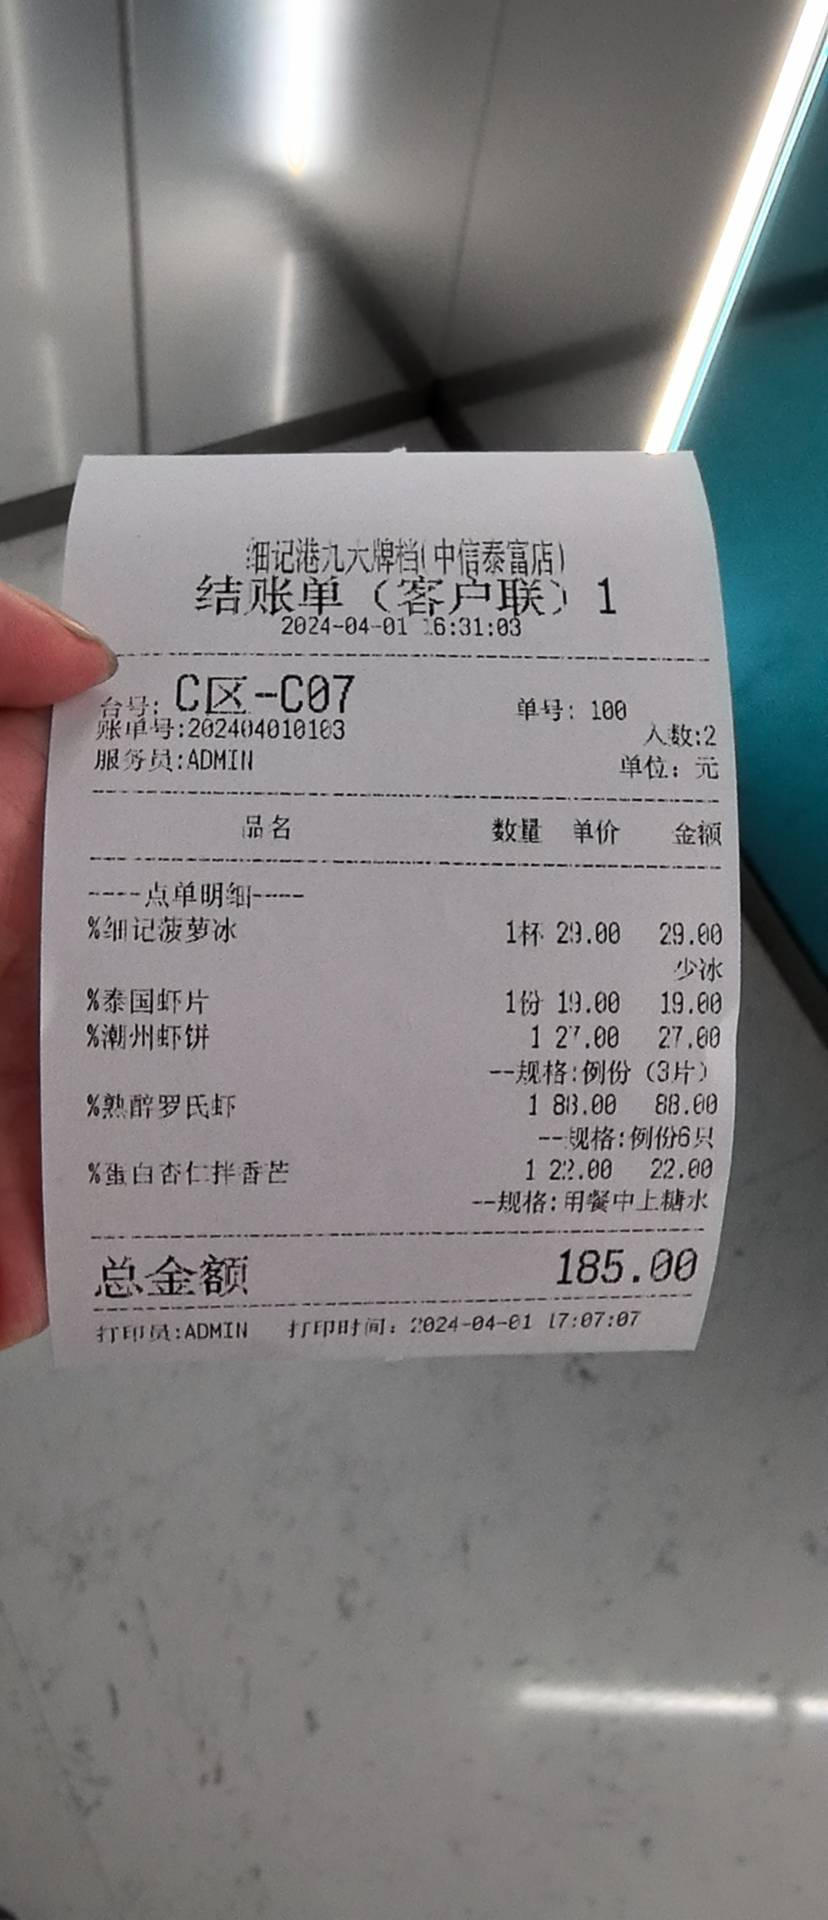 细记港九大牌档(中信泰富店)
结账单（客户联）1
2024-04-01 16:31:03
台号: C区-C07 单号: 100
账单号:202404010103 人数:2
服务员:ADMIN 单位: 元
品名 数量 单价 金额
----点单明细-----
%细记菠萝冰 1杯 29.00 29.00
少冰
%泰国虾片 1份 19.00 19.00
%潮州虾饼 1 27.00 27.00
--规格:例份（3片）
%熟醉罗氏虾 1 88.00 88.00
--规格:例份6只
%蛋白杏仁拌香芒 1 22.00 22.00
--规格:用餐中上糖水
总金额 185.00
打印员:ADMIN 打印时间: 2024-04-01 17:07:07